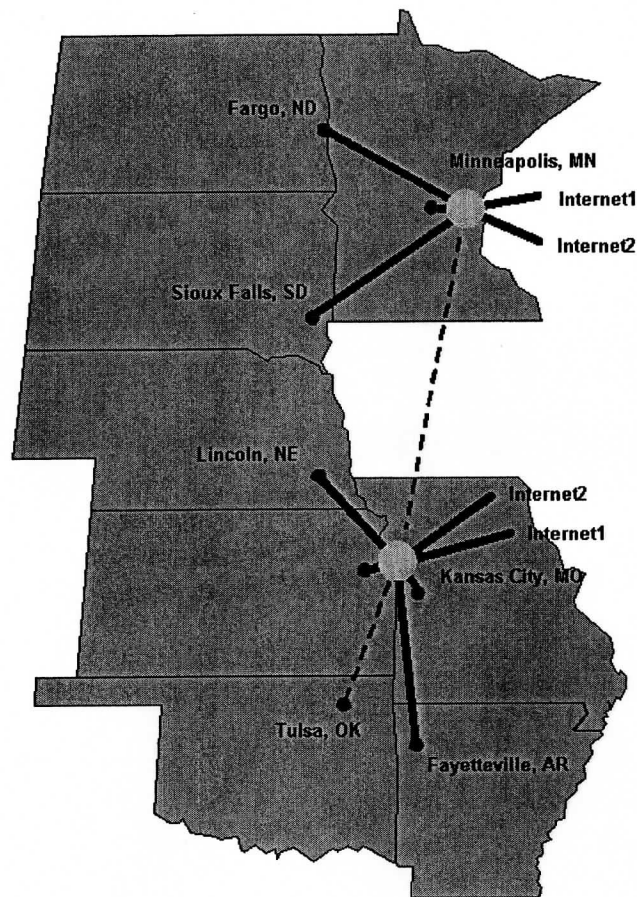 Fargo, ND
Minneapolis, MN
Internet1
Internet2
Sioux Falls, SD
Lincoln, NE
Internet2
Internet1
Kansas City, MO
Tulsa, OK
Fayetteville, AR